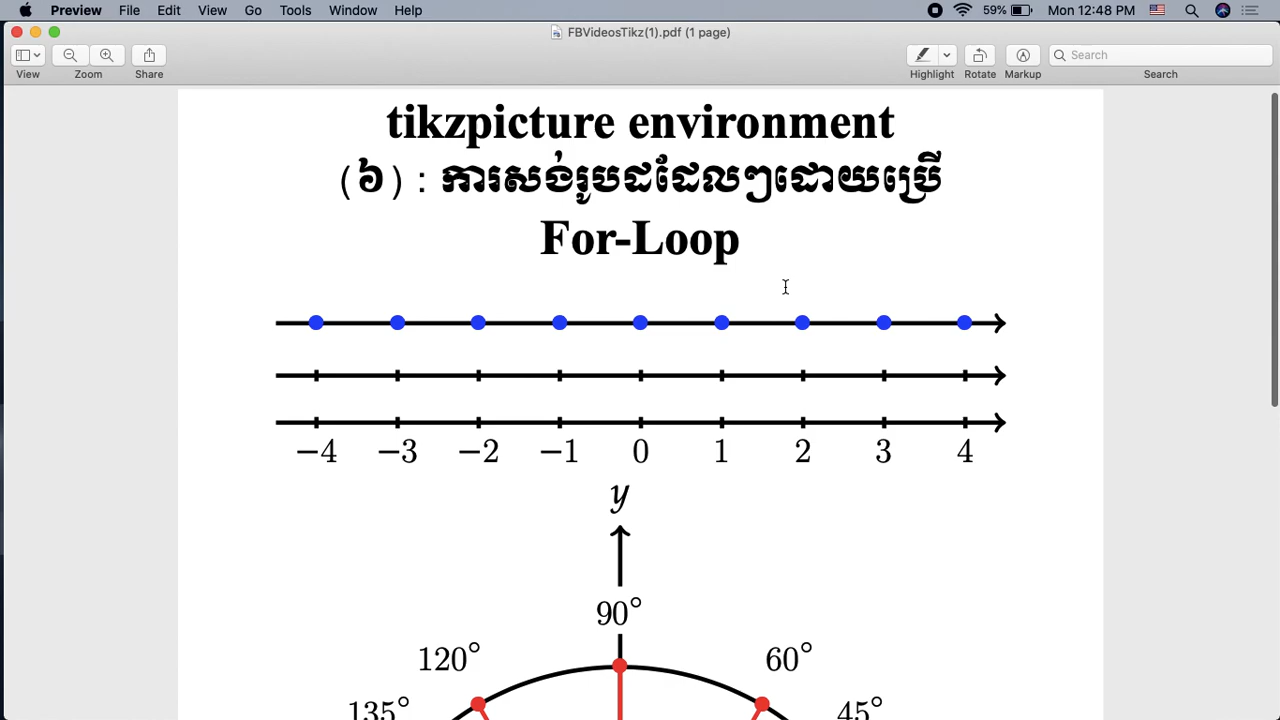 Preview File Edit View Go Tools Window Help 59% Mon 12:48 PM
FBVideosTikz(1).pdf (1 page)
Search
View Zoom Share Highlight Rotate Markup Search
tikzpicture environment
(៦) : ការសង់រូបដដែលៗដោយប្រើ
For-Loop
−4 −3 −2 −1 0 1 2 3 4
y
90°
120° 60°
135° 45°